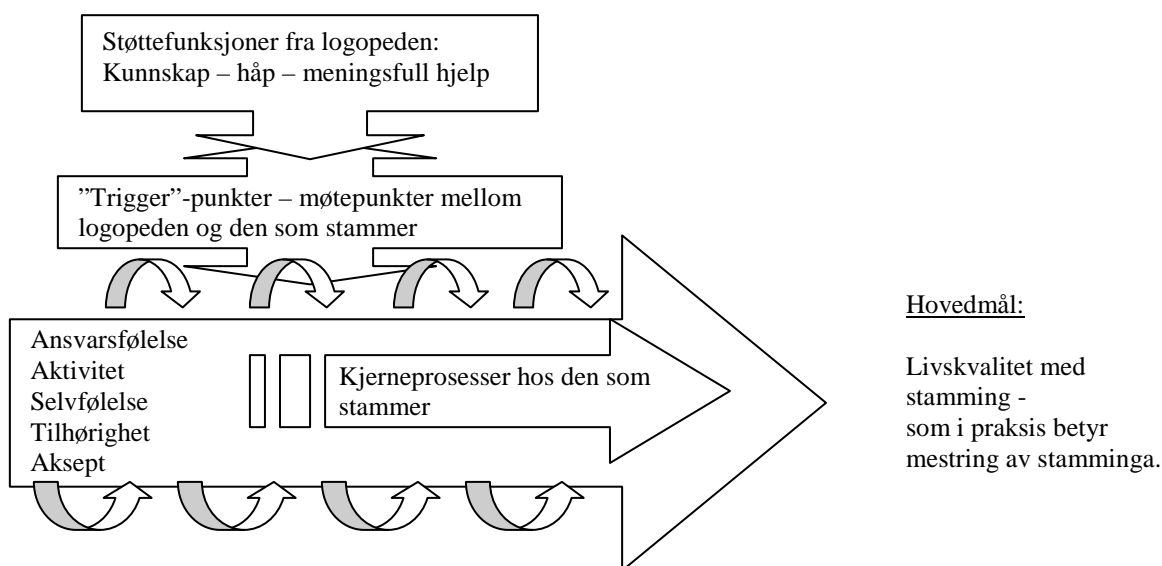 Støttefunksjoner fra logopeden:
Kunnskap – håp – meningsfull hjelp
”Trigger”-punkter – møtepunkter mellom
logopeden og den som stammer
Ansvarsfølelse
Aktivitet
Selvfølelse
Tilhørighet
Aksept
Kjerneprosesser hos den som
stammer
Hovedmål:
Livskvalitet med
stamming -
som i praksis betyr
mestring av stamminga.